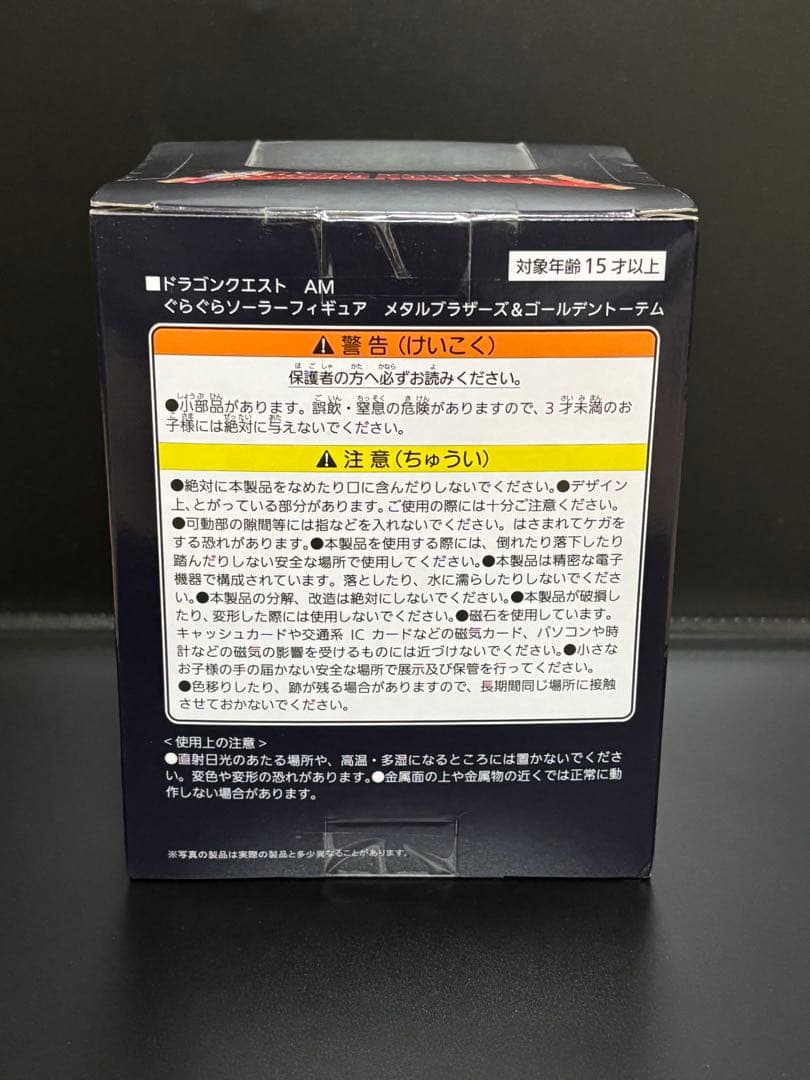 対象年齢15才以上
■ドラゴンクエスト AM
ぐらぐらソーラーフィギュア メタルブラザーズ&ゴールデントーテム
⚠警告(けいこく)
保護者の方へ必ずお読みください。
●小部品があります。誤飲・窒息の危険がありますので、3才未満のお
子様には絶対に与えないでください。
⚠注意(ちゅうい)
●絶対に本製品をなめたり口に含んだりしないでください。●デザイン
上、とがっている部分があります。ご使用の際には十分ご注意ください。
●可動部の隙間等には指などを入れないでください。はさまれてケガを
する恐れがあります。●本製品を使用する際には、倒れたり落下したり
踏んだりしない安全な場所で使用してください。●本製品は精密な電子
機器で構成されています。落としたり、水に濡らしたりしないでくださ
い。●本製品の分解、改造は絶対にしないでください。●本製品が破損し
たり、変形した際には使用しないでください。●磁石を使用しています。
キャッシュカードや交通系 IC カードなどの磁気カード、パソコンや時
計などの磁気の影響を受けるものには近づけないでください。●小さな
お子様の手の届かない安全な場所で展示及び保管を行ってください。
●色移りしたり、跡が残る場合がありますので、長期間同じ場所に接触
させておかないでください。
<使用上の注意>
●直射日光のあたる場所や、高温・多湿になるところには置かないでくださ
い。変色や変形の恐れがあります。●金属面の上や金属物の近くでは正常に動
作しない場合があります。
※写真の製品は実際の製品と多少異なることがあります。